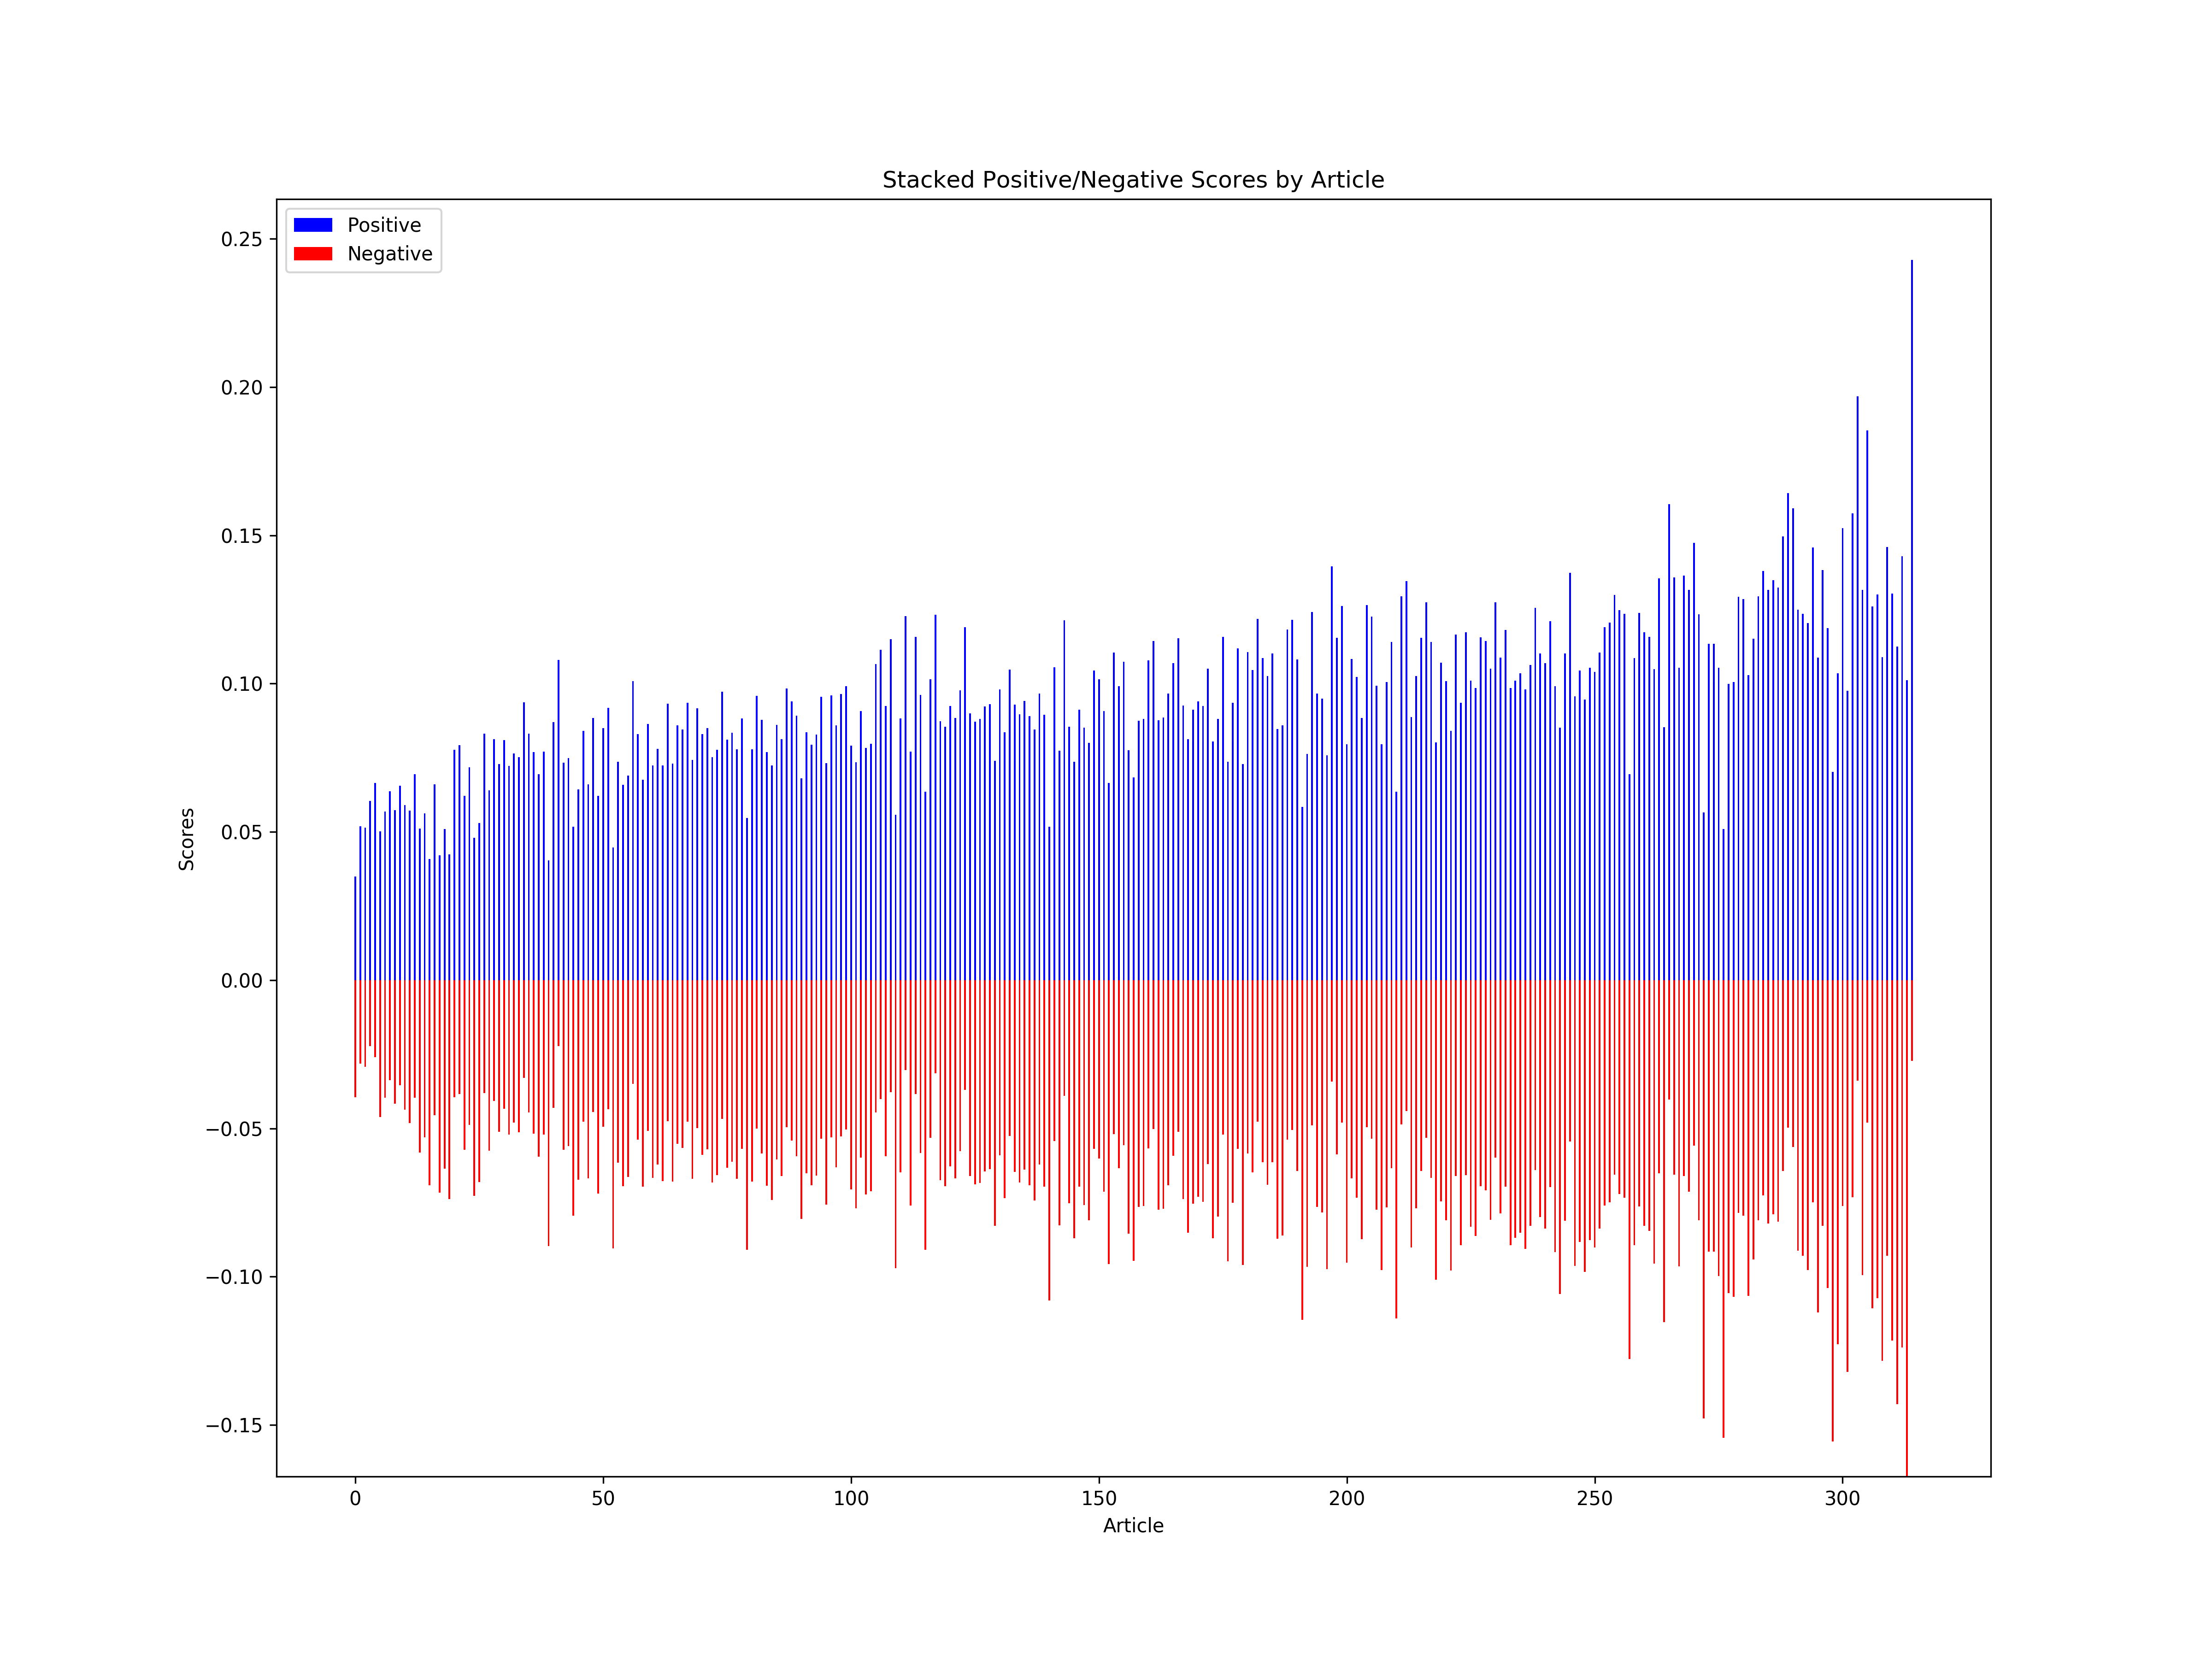 Stacked Positive/Negative Scores by Article
Positive
Negative
0.25
0.20
0.15
0.10
0.05
0.00
−0.05
−0.10
−0.15
Scores
0 50 100 150 200 250 300
Article